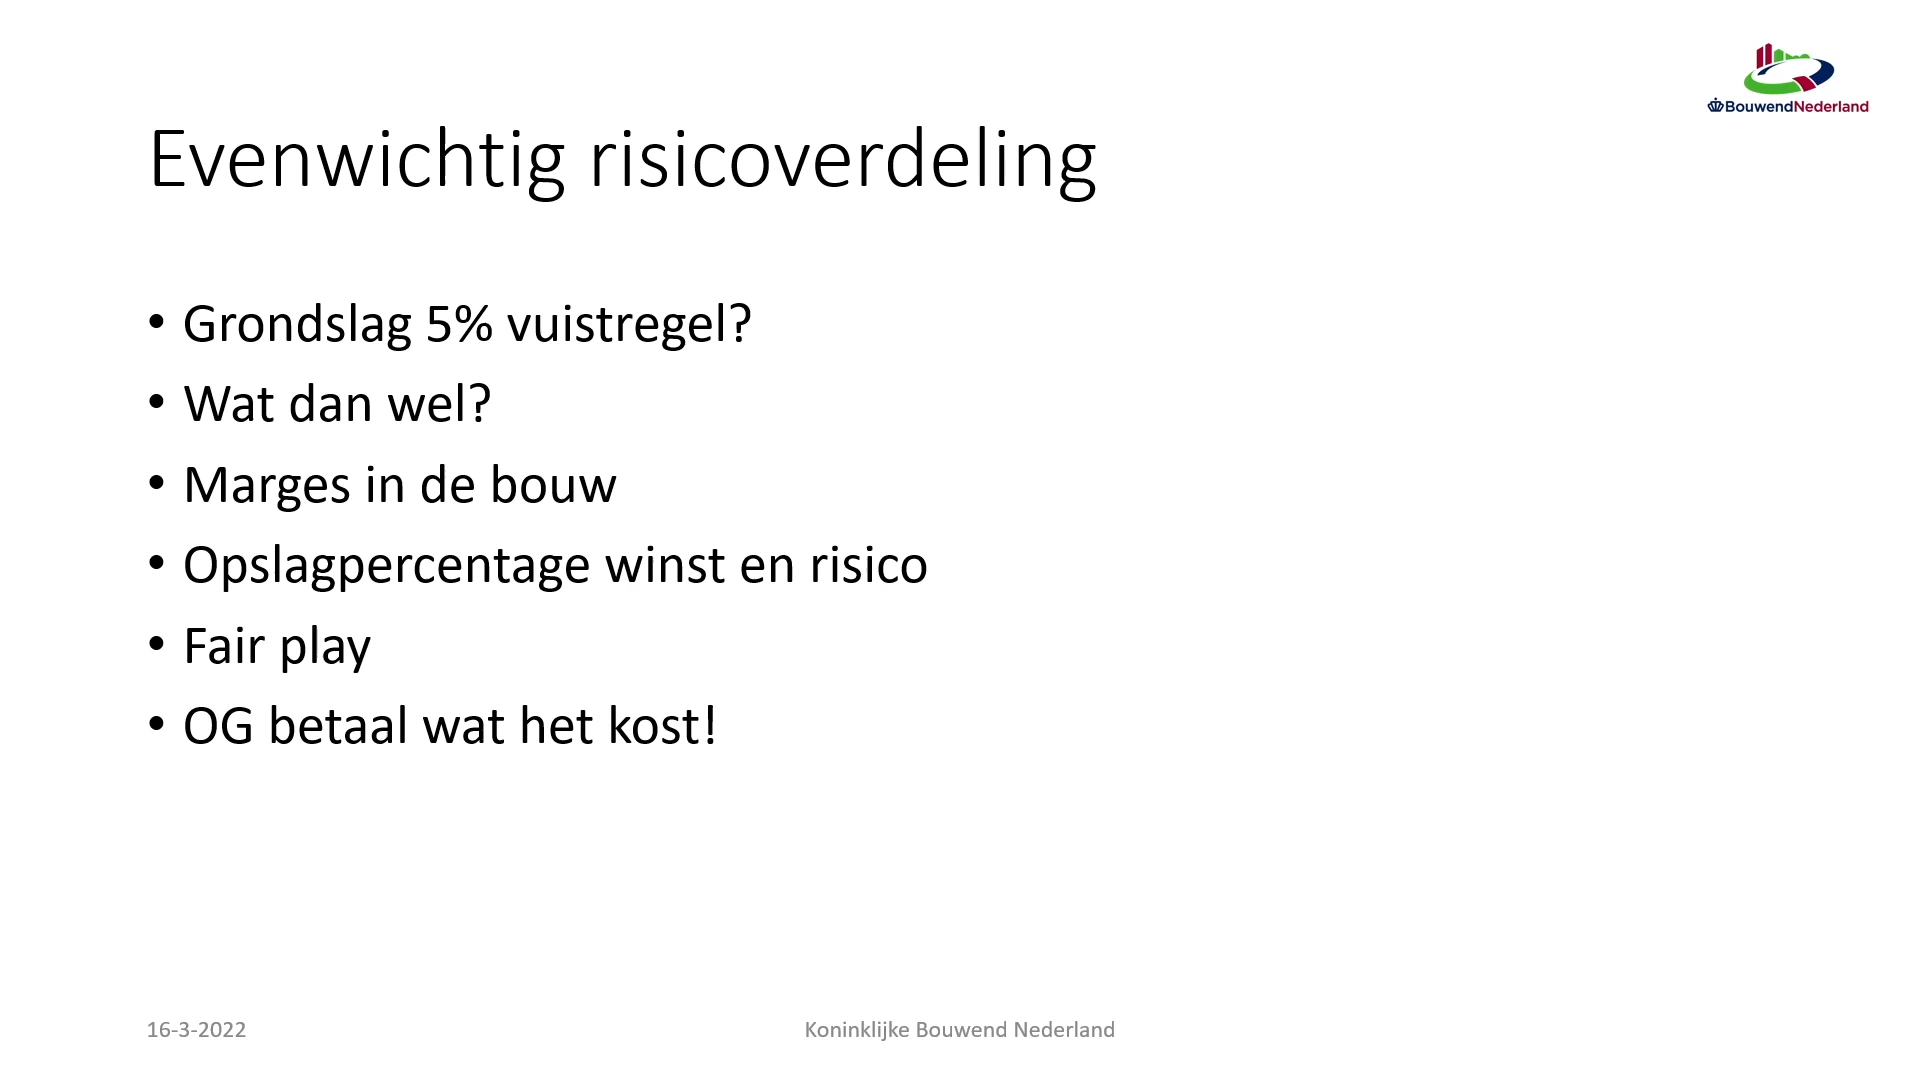 BouwendNederland
Evenwichtig risicoverdeling
• Grondslag 5% vuistregel?
• Wat dan wel?
• Marges in de bouw
• Opslagpercentage winst en risico
• Fair play
• OG betaal wat het kost!
16-3-2022
Koninklijke Bouwend Nederland